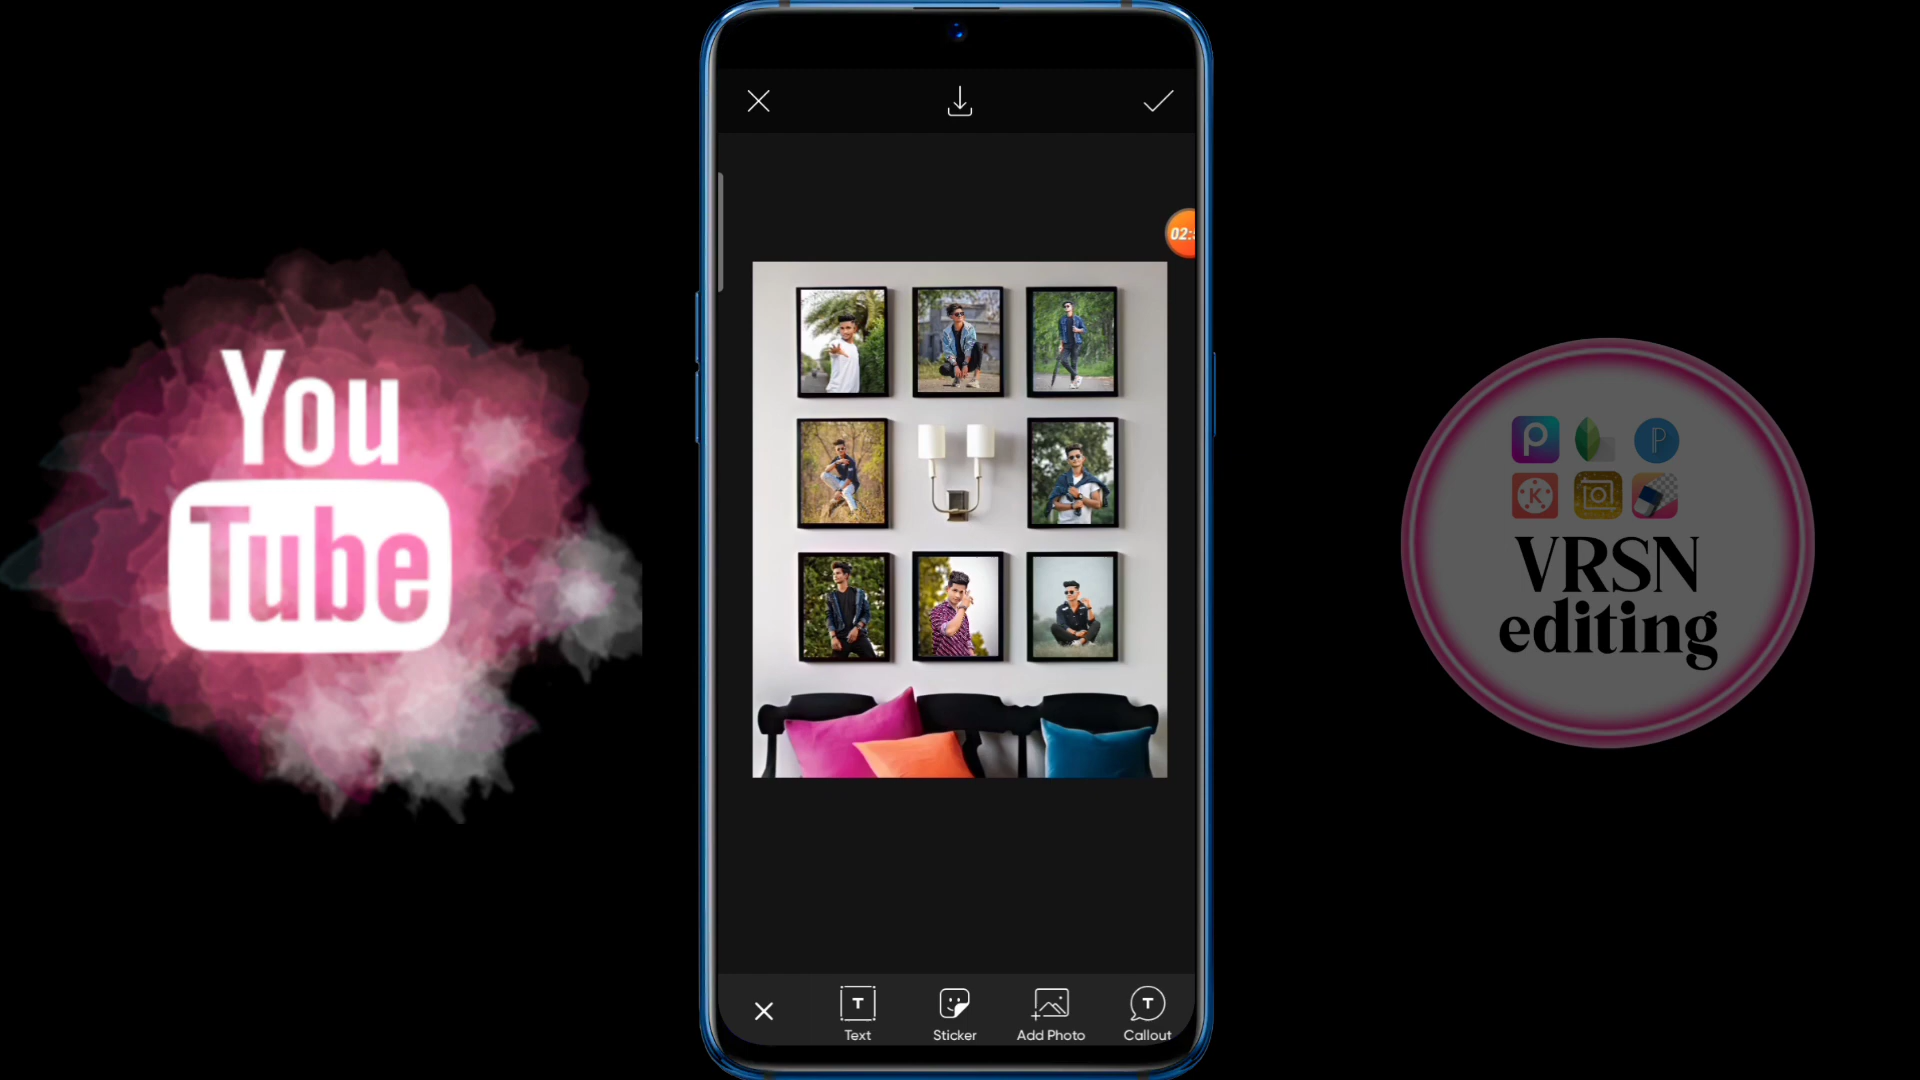 You
Tube
02:
P
P
K
VRSN
editing
T
Text
Sticker
Add Photo
T
Callout